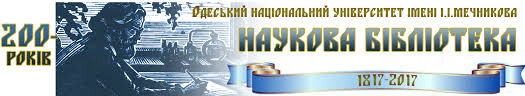 200-
РОКІВ
ОДЕСЬКИЙ НАЦІОНАЛЬНИЙ УНІВЕРСИТЕТ ІМЕНІ І.І.МЕЧНИКОВА
НАУКОВА БІБЛІОТЕКА
1817-2017